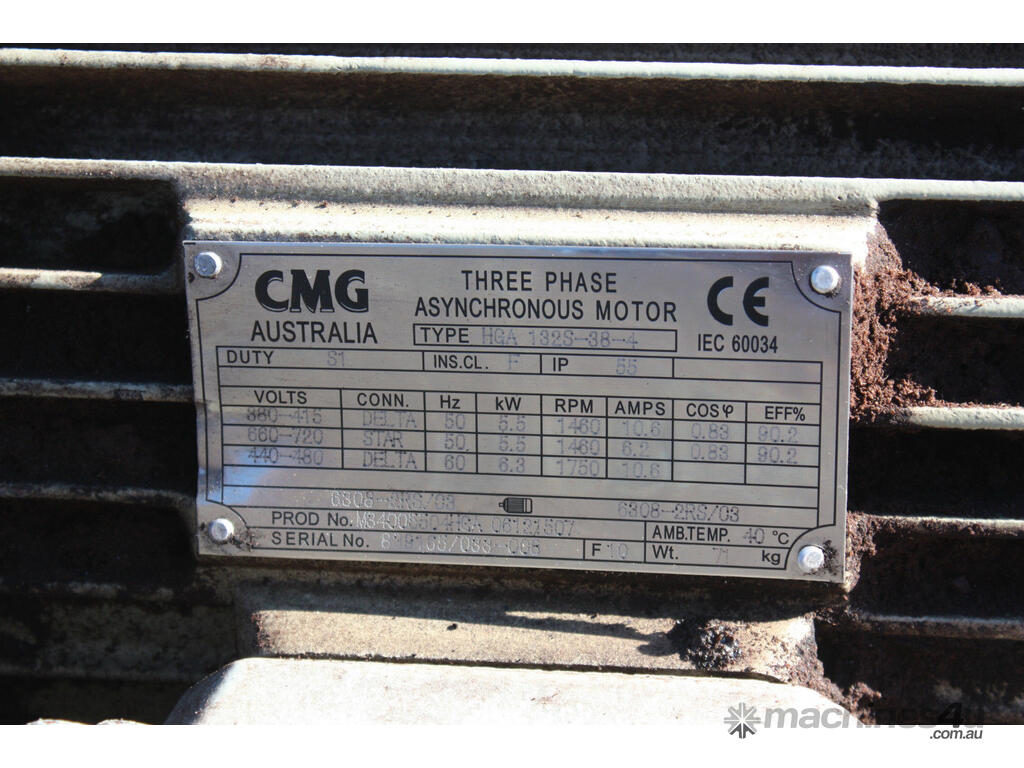 CMG
AUSTRALIA
THREE PHASE
ASYNCHRONOUS MOTOR
TYPE HGA 132S-38-4
CE
IEC 60034
DUTY S1 INS.CL. F IP 55
VOLTS CONN. Hz kW RPM AMPS COSφ EFF%
380-415 DELTA 50 5.5 1460 10.6 0.83 90.2
660-720 STAR 50 5.5 1460 6.2 0.83 90.2
440-480 DELTA 60 6.3 1750 10.6
6308-2RS/03 6308-2RS/03
PROD No. AMB.TEMP. 40 °C
SERIAL No. F 10 Wt. 71 kg
machines4u
.com.au